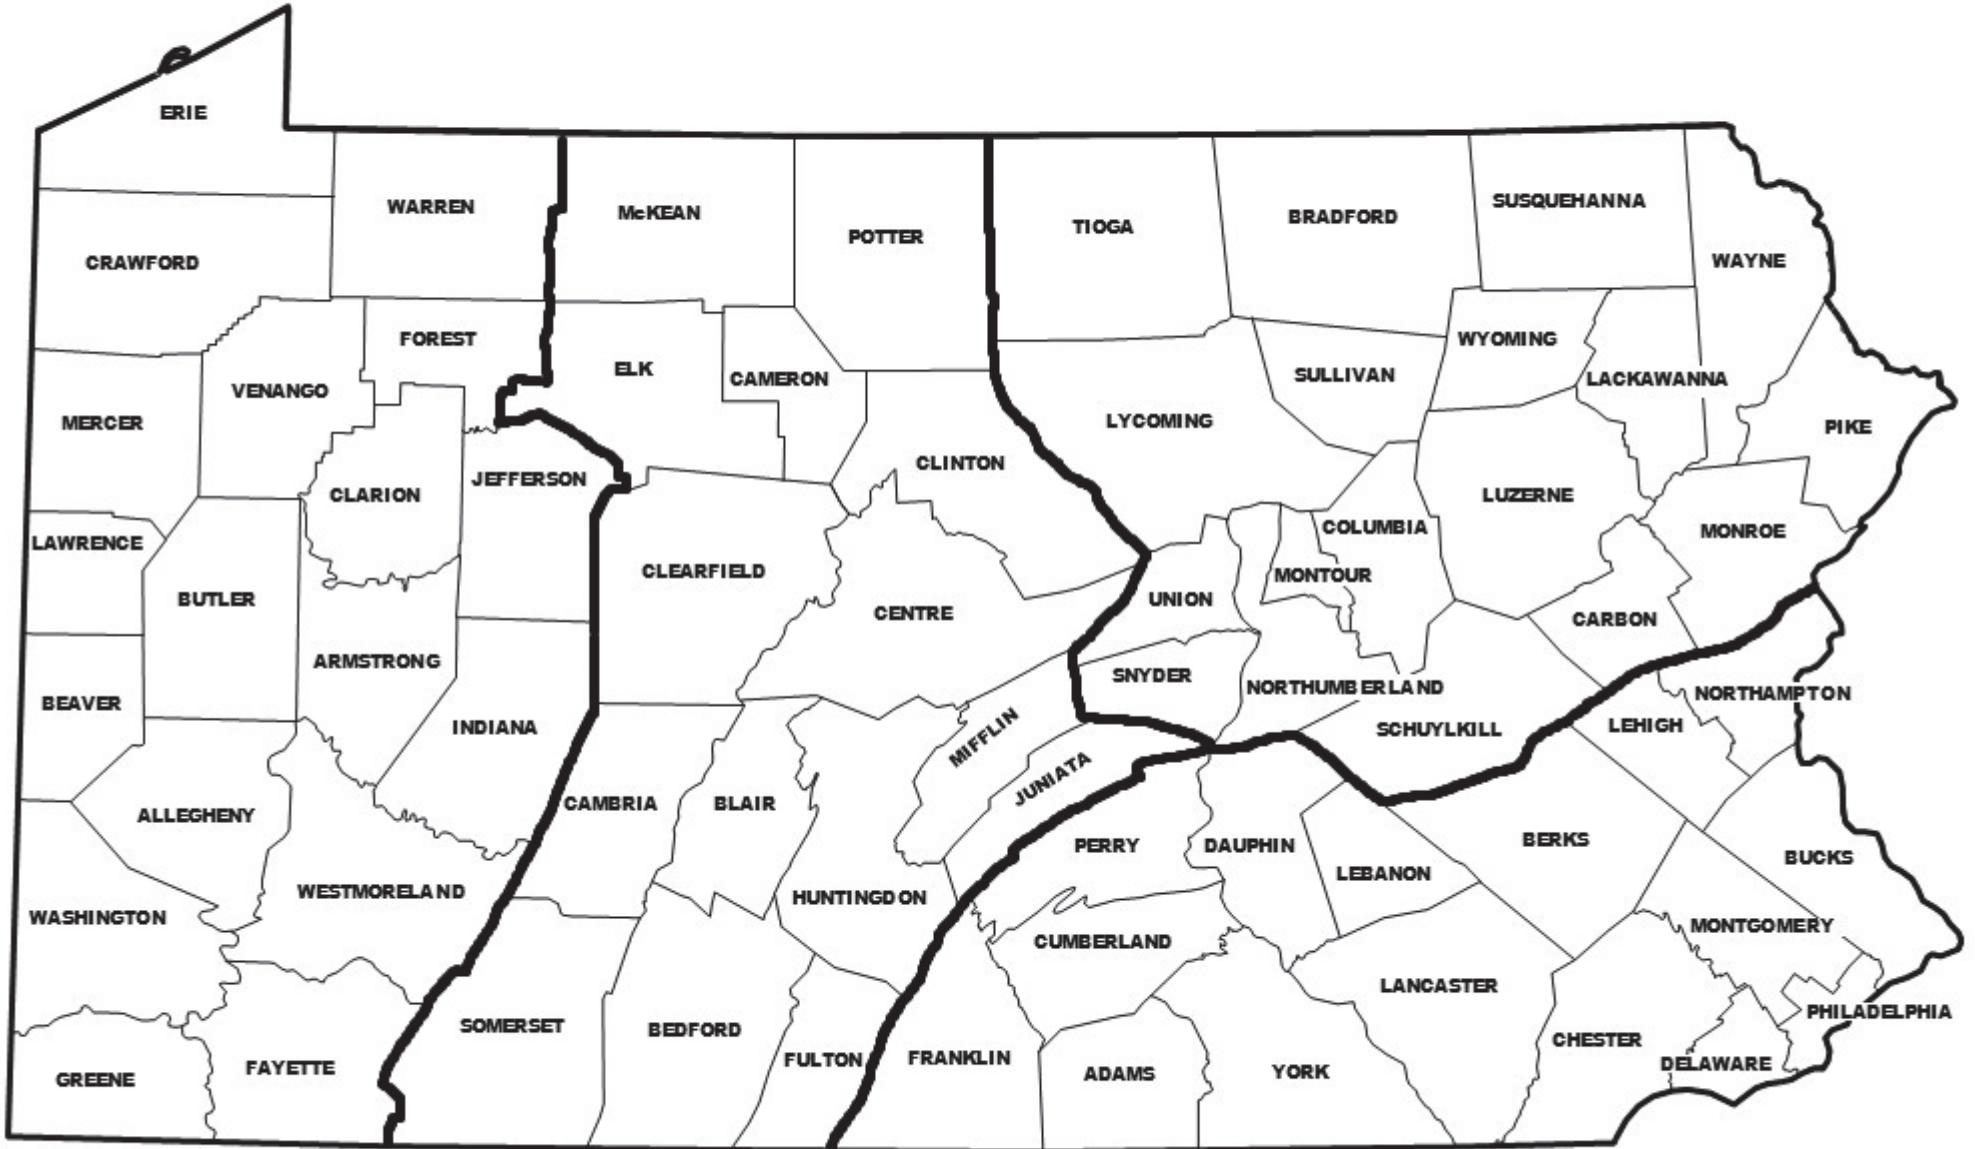 ERIE
WARREN
McKEAN
POTTER
TIOGA
BRADFORD
SUSQUEHANNA
WAYNE
CRAWFORD
FOREST
ELK
CAMERON
VENANGO
MERCER
LYCOMING
SULLIVAN
WYOMING
LACKAWANNA
PIKE
CLARION
JEFFERSON
CLINTON
LUZERNE
COLUMBIA
MONROE
LAWRENCE
BUTLER
CLEARFIELD
CENTRE
UNION
MONTOUR
CARBON
ARMSTRONG
BEAVER
INDIANA
SNYDER
NORTHUMBERLAND
NORTHAMPTON
MIFFLIN
JUNIATA
SCHUYLKILL
LEHIGH
ALLEGHENY
CAMBRIA
BLAIR
PERRY
DAUPHIN
LEBANON
BERKS
BUCKS
WESTMORELAND
HUNTINGDON
WASHINGTON
CUMBERLAND
MONTGOMERY
LANCASTER
PHILADELPHIA
SOMERSET
BEDFORD
FULTON
FRANKLIN
CHESTER
DELAWARE
GREENE
FAYETTE
ADAMS
YORK